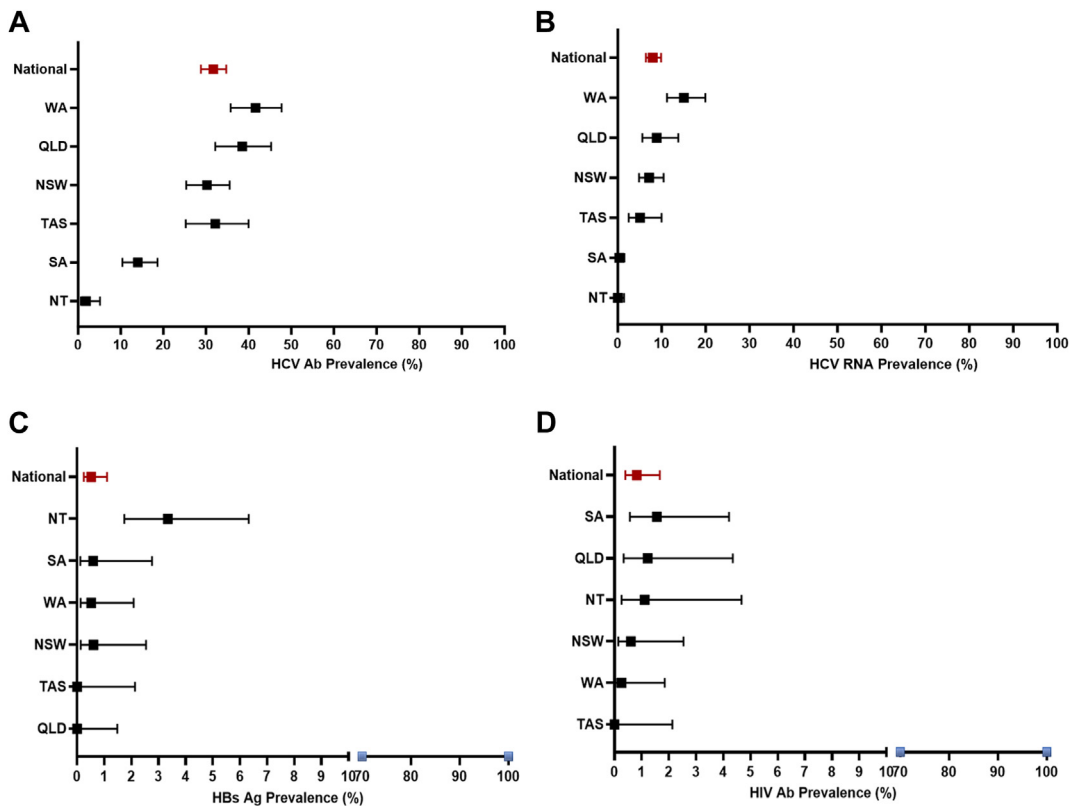 A
National
WA
QLD
NSW
TAS
SA
NT
0 10 20 30 40 50 60 70 80 90 100
HCV Ab Prevalence (%)
B
National
WA
QLD
NSW
TAS
SA
NT
0 10 20 30 40 50 60 70 80 90 100
HCV RNA Prevalence (%)
C
National
NT
SA
WA
NSW
TAS
QLD
0 1 2 3 4 5 6 7 8 9 10 70 80 90 100
HBs Ag Prevalence (%)
D
National
SA
QLD
NT
NSW
WA
TAS
0 1 2 3 4 5 6 7 8 9 10 70 80 90 100
HIV Ab Prevalence (%)